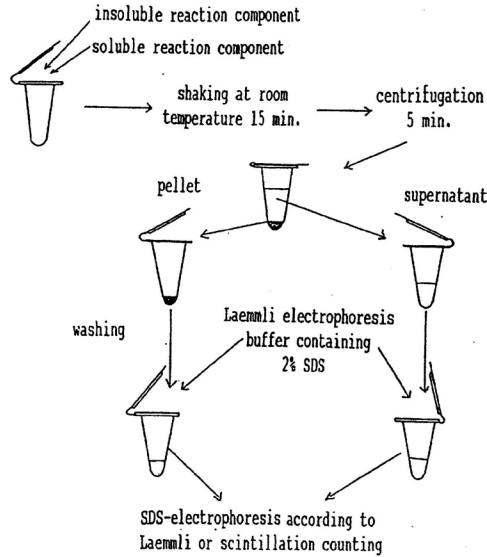 insoluble reaction component
soluble reaction component
shaking at room
temperature 15 min.
centrifugation
5 min.
pellet
supernatant
washing
Laemmli electrophoresis
buffer containing
2% SDS
SDS-electrophoresis according to
Laemmli or scintillation counting